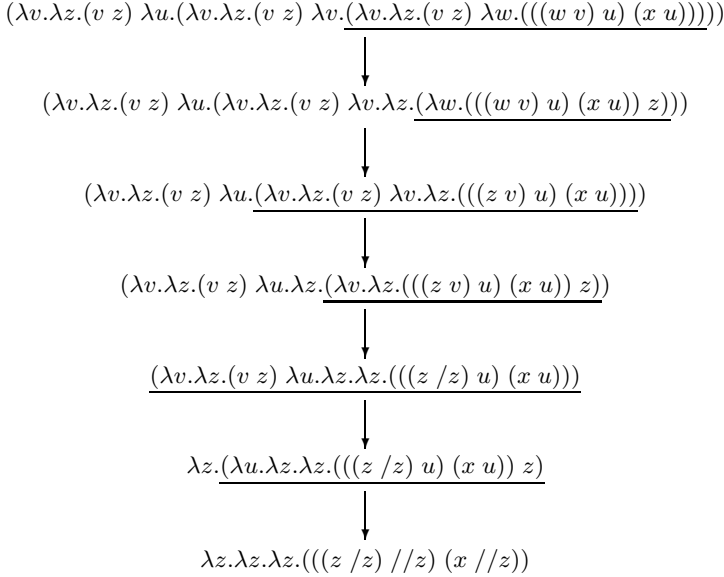 (λv.λz.(v z) λu.(λv.λz.(v z) λv.(λv.λz.(v z) λw.(((w v) u) (x u)))))
(λv.λz.(v z) λu.(λv.λz.(v z) λv.λz.(λw.(((w v) u) (x u)) z)))
(λv.λz.(v z) λu.(λv.λz.(v z) λv.λz.(((z v) u) (x u))))
(λv.λz.(v z) λu.λz.(λv.λz.(((z v) u) (x u)) z))
(λv.λz.(v z) λu.λz.λz.(((z /z) u) (x u)))
λz.(λu.λz.λz.(((z /z) u) (x u)) z)
λz.λz.λz.(((z /z) //z) (x //z))